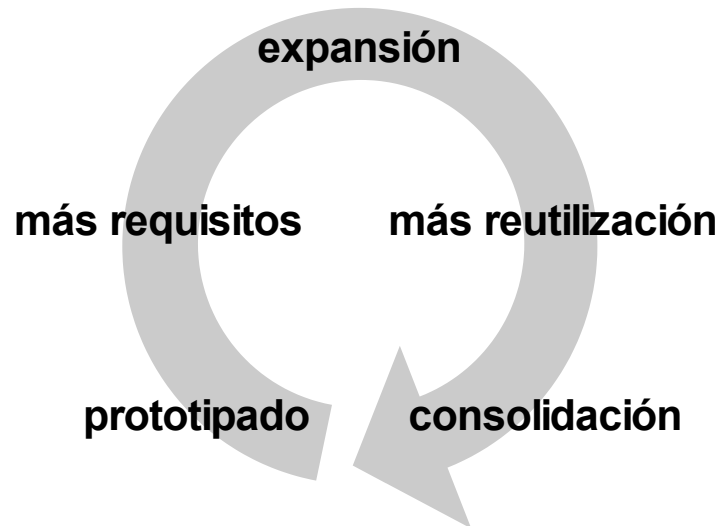 expansión
más requisitos
más reutilización
prototipado
consolidación